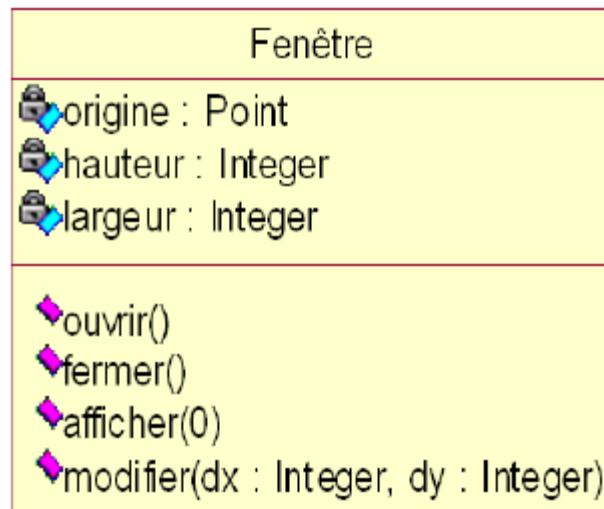 Fenêtre
origine : Point
hauteur : Integer
largeur : Integer
ouvrir()
fermer()
afficher(0)
modifier(dx : Integer, dy : Integer)